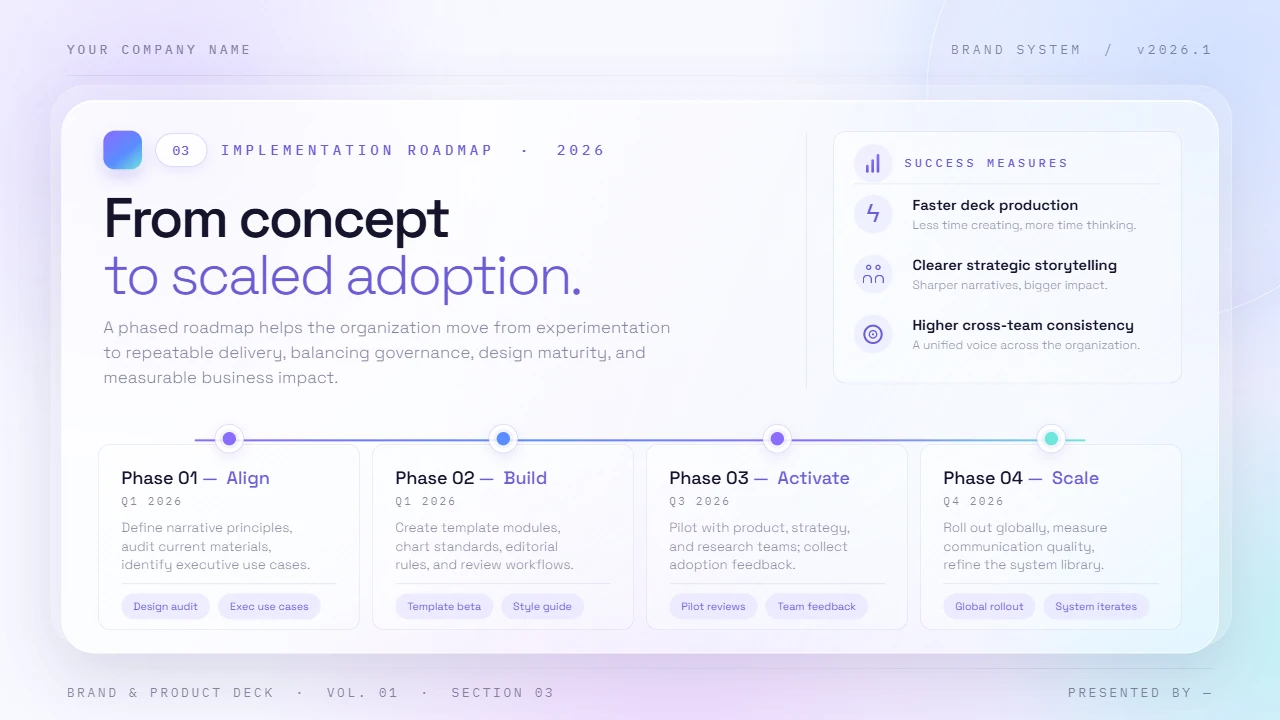 YOUR COMPANY NAME
BRAND SYSTEM / v2026.1
03
IMPLEMENTATION ROADMAP · 2026
From concept
to scaled adoption.
A phased roadmap helps the organization move from experimentation
to repeatable delivery, balancing governance, design maturity, and
measurable business impact.
SUCCESS MEASURES
Faster deck production
Less time creating, more time thinking.
Clearer strategic storytelling
Sharper narratives, bigger impact.
Higher cross-team consistency
A unified voice across the organization.
Phase 01 — Align
Q1 2026
Define narrative principles,
audit current materials,
identify executive use cases.
Design audit
Exec use cases
Phase 02 — Build
Q1 2026
Create template modules,
chart standards, editorial
rules, and review workflows.
Template beta
Style guide
Phase 03 — Activate
Q3 2026
Pilot with product, strategy,
and research teams; collect
adoption feedback.
Pilot reviews
Team feedback
Phase 04 — Scale
Q4 2026
Roll out globally, measure
communication quality,
refine the system library.
Global rollout
System iterates
BRAND & PRODUCT DECK · VOL. 01 · SECTION 03
PRESENTED BY —